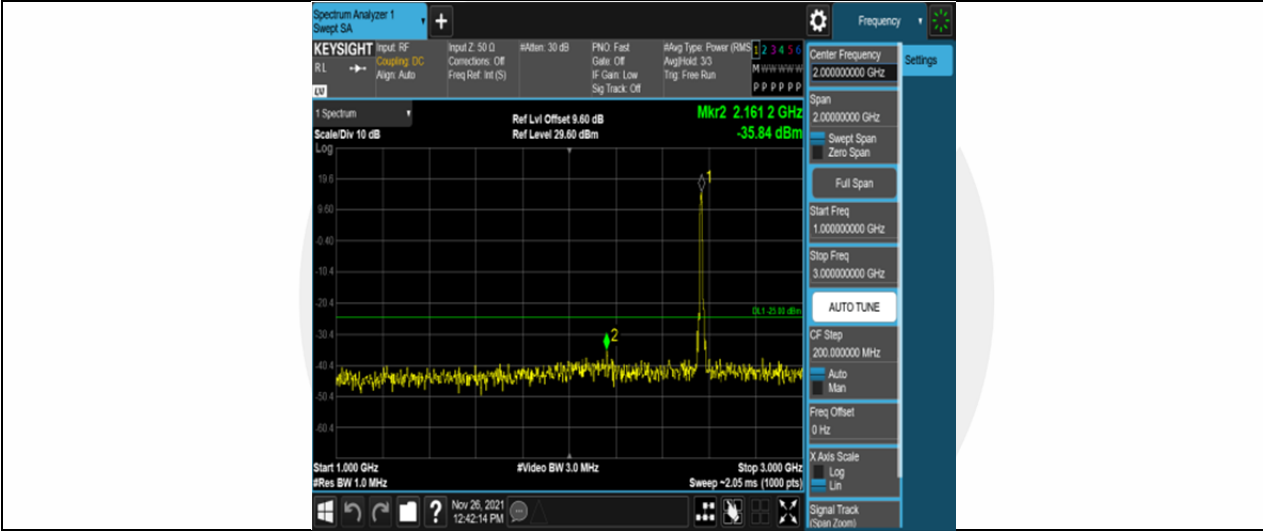 Spectrum Analyzer 1
Swept SA
+
Frequency
KEYSIGHT
RL
Input: RF
Coupling: DC
Align: Auto
Input Z: 50 Ω
Corrections: Off
Freq Ref: Int (S)
#Atten: 30 dB
PNO: Fast
Gate: Off
IF Gain: Low
Sig Track: Off
#Avg Type: Power (RMS
Avg|Hold: 3/3
Trig: Free Run
1 2 3 4 5 6
M W W W W W
P P P P P P
Center Frequency
2.000000000 GHz
Settings
Span
2.00000000 GHz
Swept Span
Zero Span
Full Span
Start Freq
1.000000000 GHz
Stop Freq
3.000000000 GHz
AUTO TUNE
CF Step
200.000000 MHz
Auto
Man
Freq Offset
0 Hz
X Axis Scale
Log
Lin
Signal Track
(Span Zoom)
1 Spectrum
Scale/Div 10 dB
Log
Ref Lvl Offset 9.60 dB
Ref Level 29.60 dBm
Mkr2 2.161 2 GHz
-35.84 dBm
1
19.6
9.60
-0.40
-10.4
-20.4
DL1 -25.00 dBm
-30.4
2
-40.4
-50.4
-60.4
Start 1.000 GHz
#Res BW 1.0 MHz
#Video BW 3.0 MHz
Stop 3.000 GHz
Sweep ~2.05 ms (1000 pts)
?
Nov 26, 2021
12:42:14 PM